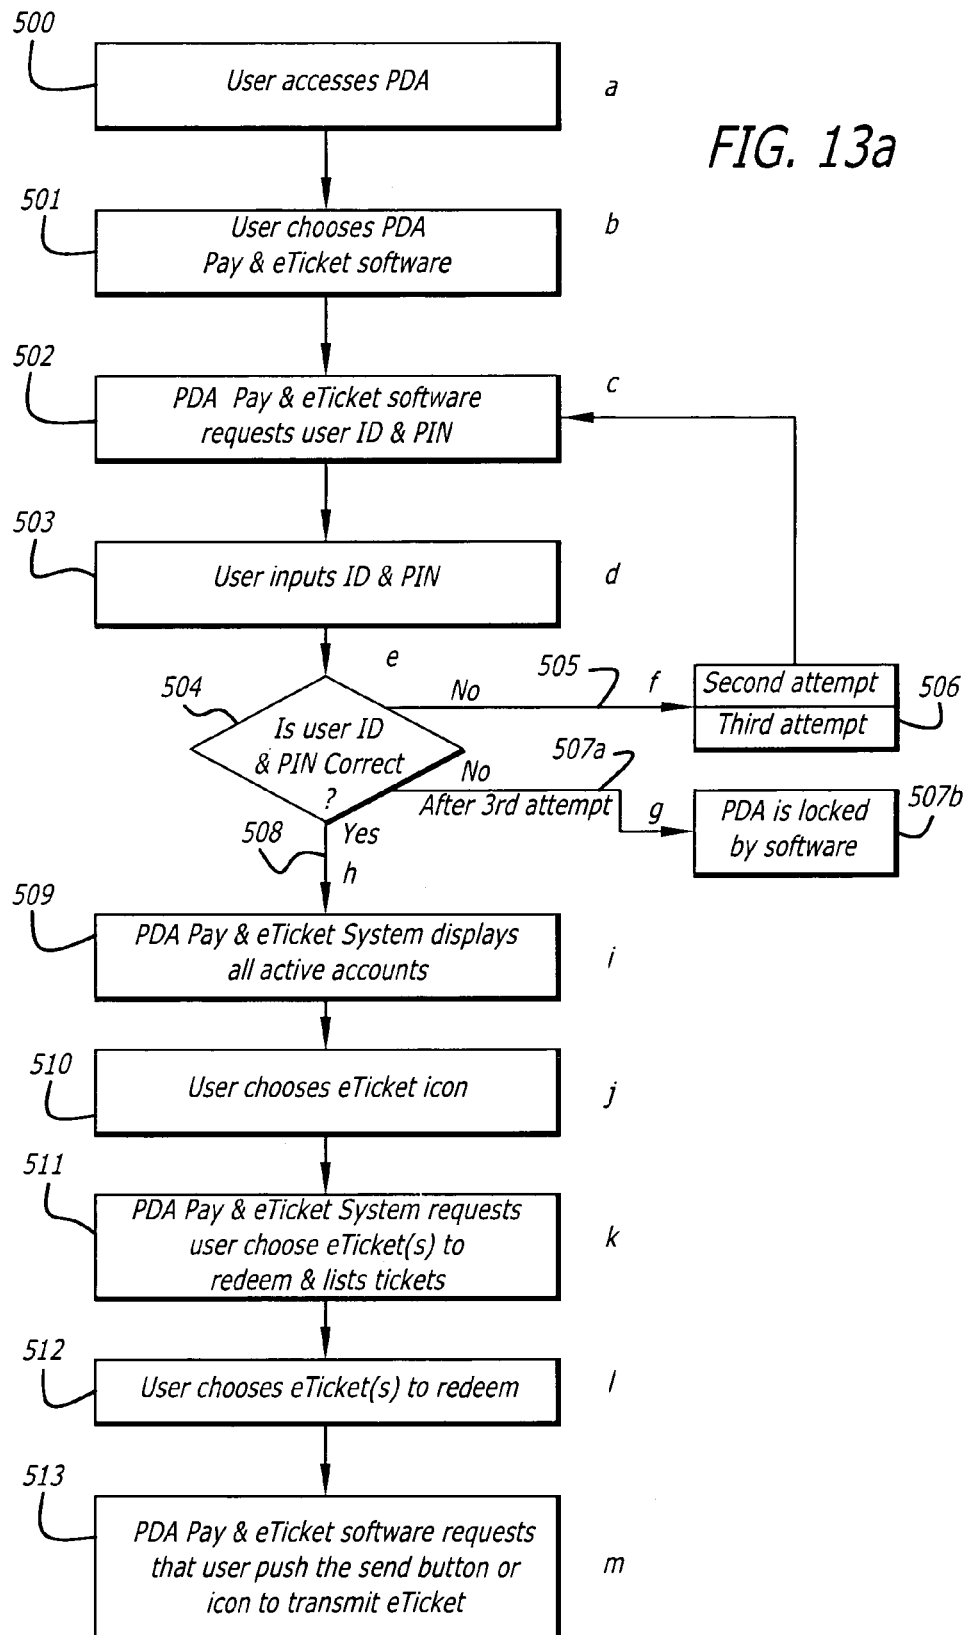 500
User accesses PDA
a
FIG. 13a
501
User chooses PDA
Pay & eTicket software
b
502
PDA Pay & eTicket software
requests user ID & PIN
c
503
User inputs ID & PIN
d
e
504
Is user ID
& PIN Correct
?
No
505
f
Second attempt
Third attempt
506
No
After 3rd attempt
507a
g
PDA is locked
by software
507b
508
Yes
h
509
PDA Pay & eTicket System displays
all active accounts
i
510
User chooses eTicket icon
j
511
PDA Pay & eTicket System requests
user choose eTicket(s) to
redeem & lists tickets
k
512
User chooses eTicket(s) to redeem
l
513
PDA Pay & eTicket software requests
that user push the send button or
icon to transmit eTicket
m